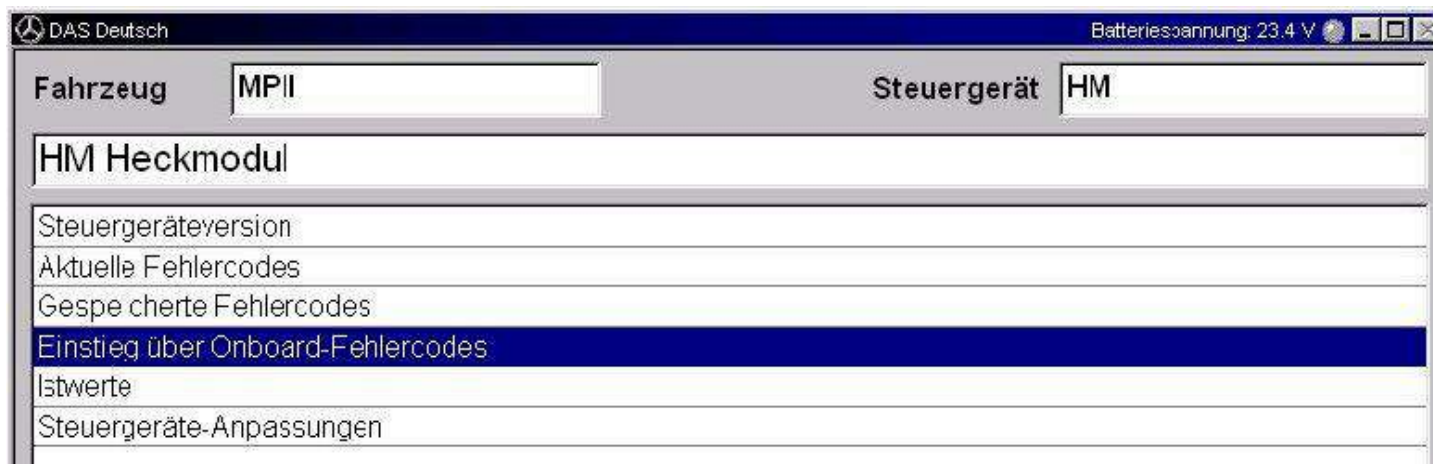 DAS Deutsch Batteriespannung: 23.4 V
Fahrzeug MPII Steuergerät HM
HM Heckmodul
Steuergeräteversion
Aktuelle Fehlercodes
Gespeicherte Fehlercodes
Einstieg über Onboard-Fehlercodes
Istwerte
Steuergeräte-Anpassungen